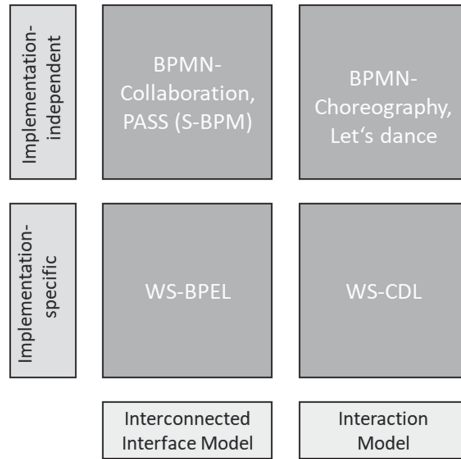 Implementation-
independent
BPMN-
Collaboration,
PASS (S-BPM)
BPMN-
Choreography,
Let‘s dance
Implementation-
specific
WS-BPEL
WS-CDL
Interconnected
Interface Model
Interaction
Model